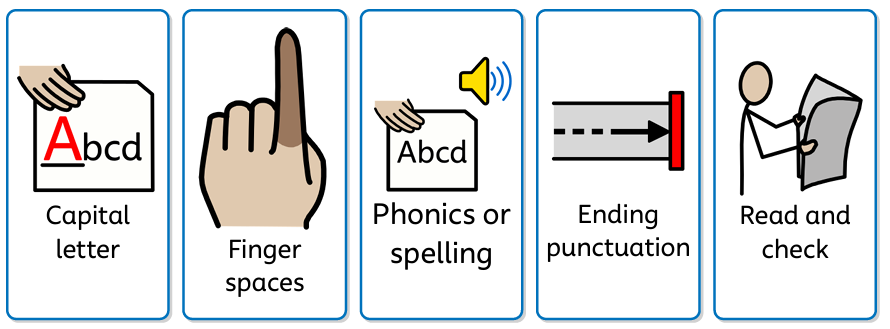 Abcd
Capital
letter
Finger
spaces
Abcd
Phonics or
spelling
Ending
punctuation
Read and
check